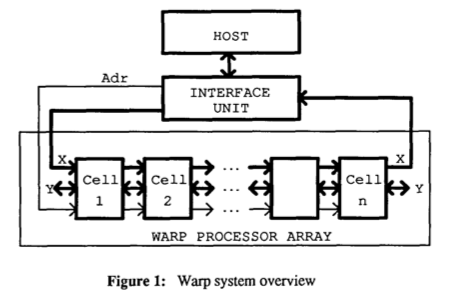 HOST
Adr
INTERFACE
UNIT
X
X
Y
Cell
1
Cell
2
...
...
...
Cell
n
Y
WARP PROCESSOR ARRAY
Figure 1: Warp system overview